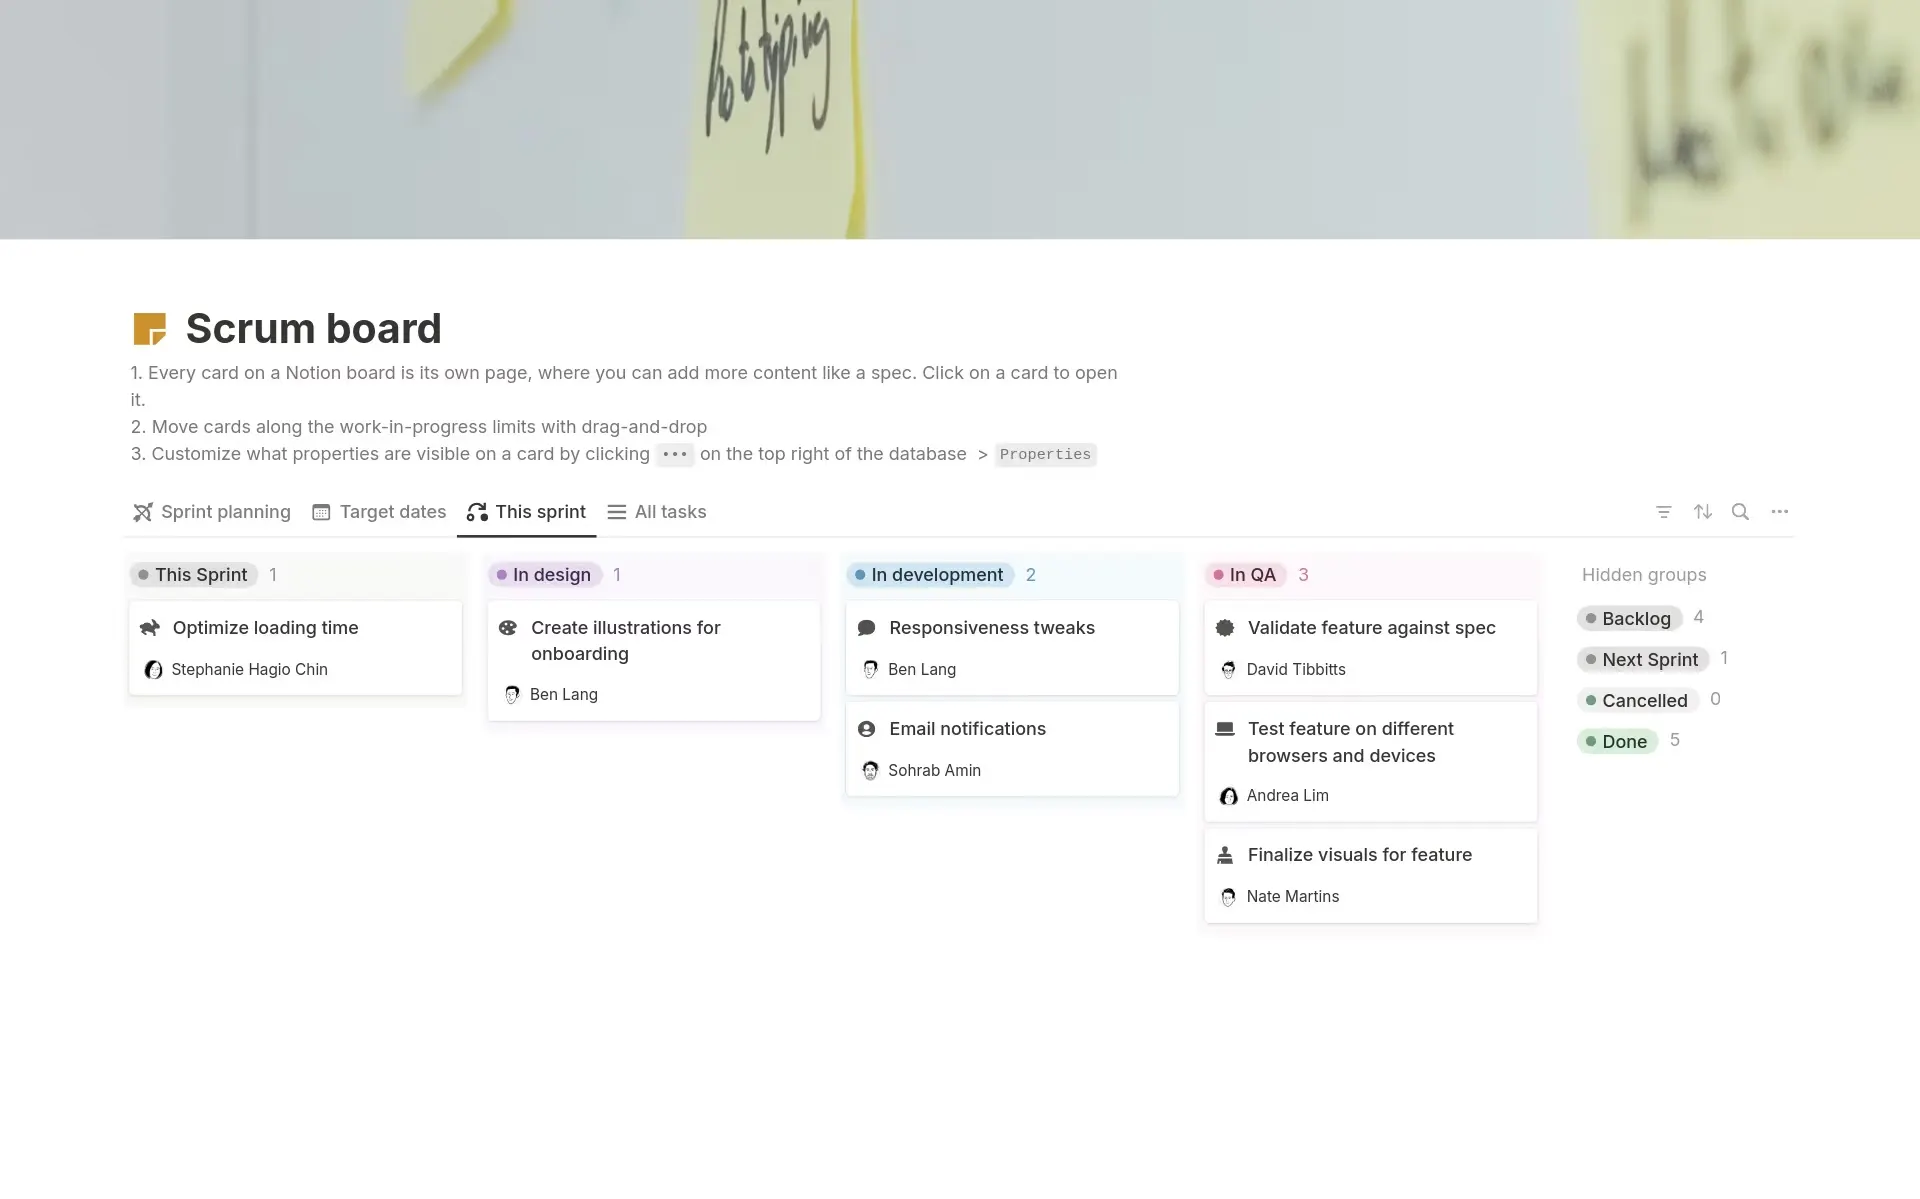 Prototyping
Scrum board
1. Every card on a Notion board is its own page, where you can add more content like a spec. Click on a card to open
it.
2. Move cards along the work-in-progress limits with drag-and-drop
3. Customize what properties are visible on a card by clicking ••• on the top right of the database > Properties
Sprint planning
Target dates
This sprint
All tasks
This Sprint 1
Optimize loading time
Stephanie Hagio Chin
In design 1
Create illustrations for
onboarding
Ben Lang
In development 2
Responsiveness tweaks
Ben Lang
Email notifications
Sohrab Amin
In QA 3
Validate feature against spec
David Tibbitts
Test feature on different
browsers and devices
Andrea Lim
Finalize visuals for feature
Nate Martins
Hidden groups
Backlog 4
Next Sprint 1
Cancelled 0
Done 5